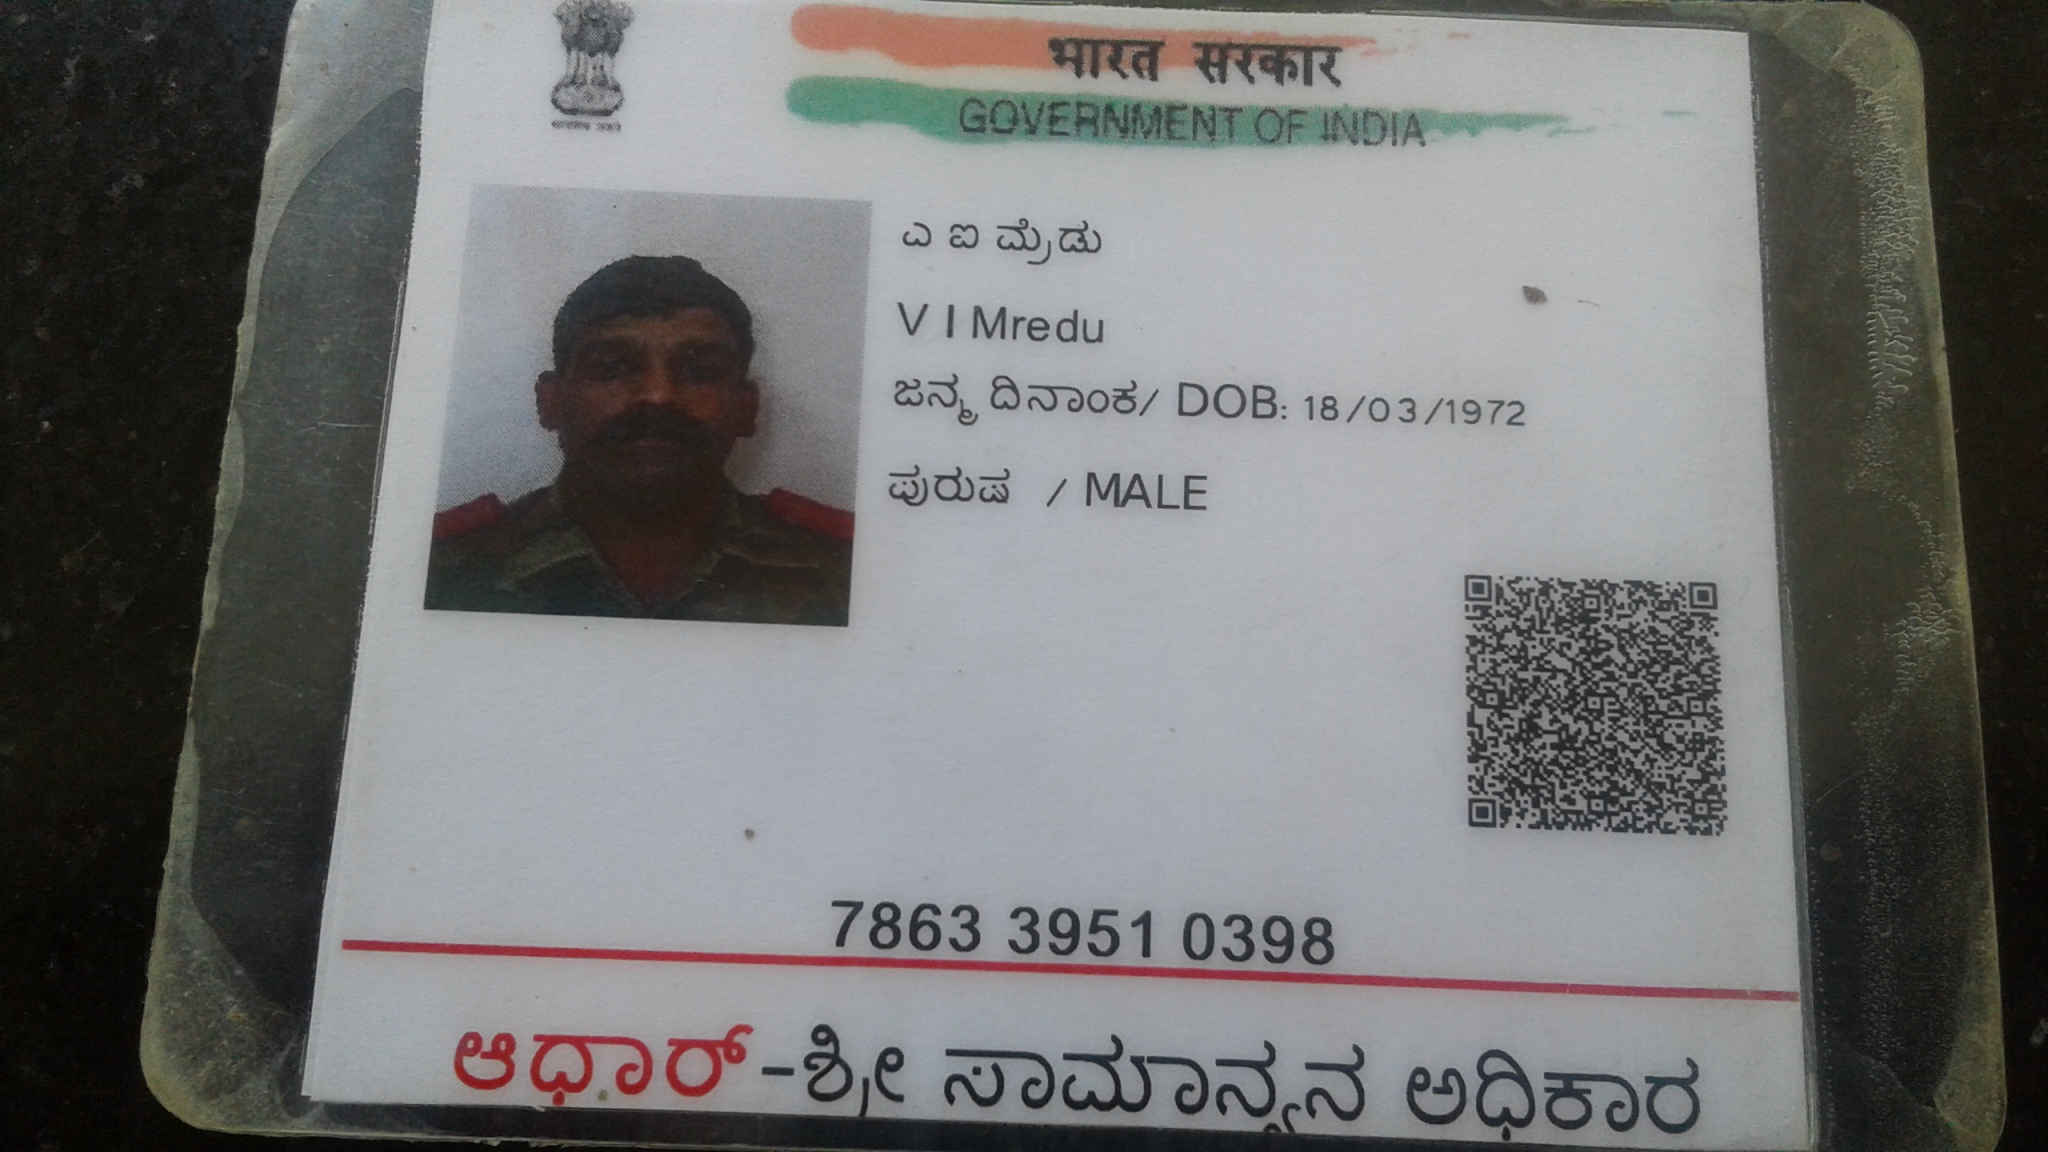 भारत सरकार
GOVERNMENT OF INDIA
ವಿ ಐ ಮೈಡು
V I Mredu
ಜನ್ಮ ದಿನಾಂಕ/ DOB: 18/03/1972
ಪುರುಷ / MALE
7863 3951 0398
ಆಧಾರ್-ಶ್ರೀ ಸಾಮಾನ್ಯನ ಅಧಿಕಾರ